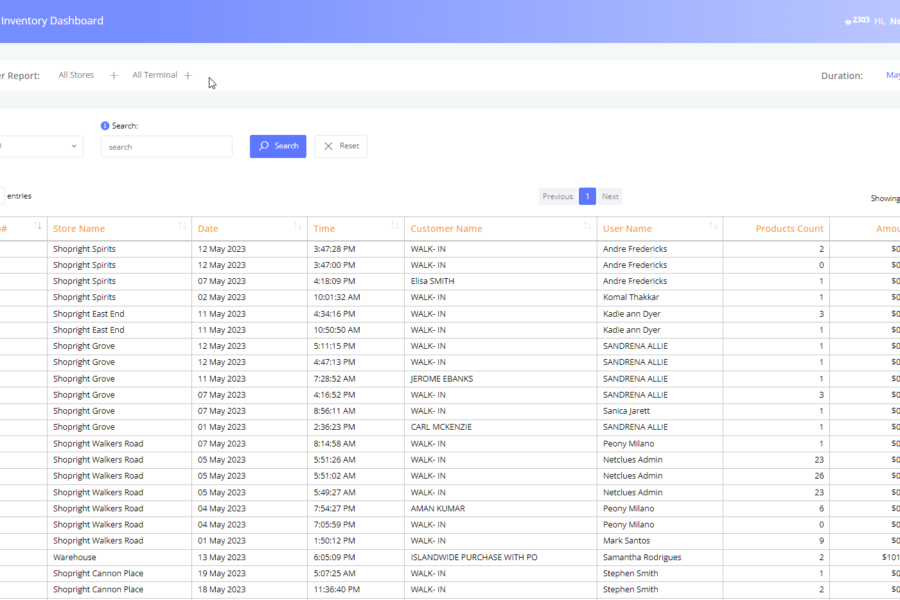 Inventory Dashboard 2303 Hi,
Report: All Stores + All Terminal + Duration:
Search:
search Search Reset
entries Previous 1 Next Showing
Store Name Date Time Customer Name User Name Products Count
Shopright Spirits 12 May 2023 3:47:28 PM WALK- IN Andre Fredericks 2 $0
Shopright Spirits 12 May 2023 3:47:00 PM WALK- IN Andre Fredericks 0 $0
Shopright Spirits 07 May 2023 4:18:09 PM Elisa SMITH Andre Fredericks 1 $0
Shopright Spirits 02 May 2023 10:01:32 AM WALK- IN Komal Thakkar 1 $0
Shopright East End 11 May 2023 4:34:16 PM WALK- IN Kadie ann Dyer 3 $0
Shopright East End 11 May 2023 10:50:50 AM WALK- IN Kadie ann Dyer 1 $0
Shopright Grove 12 May 2023 5:11:15 PM WALK- IN SANDRENA ALLIE 1 $0
Shopright Grove 12 May 2023 4:47:13 PM WALK- IN SANDRENA ALLIE 1 $0
Shopright Grove 11 May 2023 7:28:52 AM JEROME EBANKS SANDRENA ALLIE 1 $0
Shopright Grove 07 May 2023 4:16:52 PM WALK- IN SANDRENA ALLIE 3 $0
Shopright Grove 07 May 2023 8:56:11 AM WALK- IN Sanica Jarett 1 $0
Shopright Grove 01 May 2023 2:36:23 PM CARL MCKENZIE SANDRENA ALLIE 1 $0
Shopright Walkers Road 07 May 2023 8:14:58 AM WALK- IN Peony Milano 1 $0
Shopright Walkers Road 05 May 2023 5:51:26 AM WALK- IN Netclues Admin 23 $0
Shopright Walkers Road 05 May 2023 5:51:02 AM WALK- IN Netclues Admin 26 $0
Shopright Walkers Road 05 May 2023 5:49:27 AM WALK- IN Netclues Admin 23 $0
Shopright Walkers Road 04 May 2023 7:54:27 PM AMAN KUMAR Peony Milano 6 $0
Shopright Walkers Road 04 May 2023 7:05:59 PM WALK- IN Peony Milano 0 $0
Shopright Walkers Road 01 May 2023 1:50:12 PM WALK- IN Mark Santos 9 $0
Warehouse 13 May 2023 6:05:09 PM ISLANDWIDE PURCHASE WITH PO Samantha Rodrigues 2 $101
Shopright Cannon Place 19 May 2023 5:07:25 AM WALK- IN Stephen Smith 1 $0
Shopright Cannon Place 18 May 2023 11:36:40 PM WALK- IN Stephen Smith 2 $0